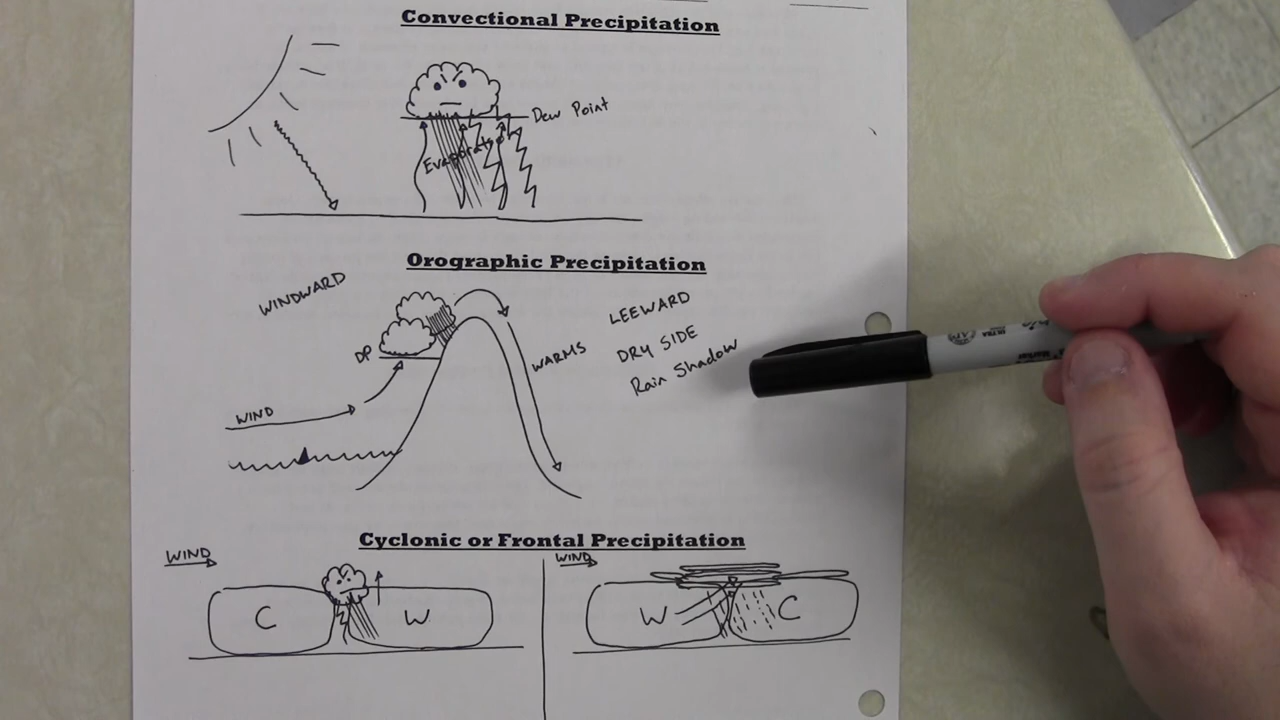 Convectional Precipitation
Dew Point
Evaporatio
Orographic Precipitation
WINDWARD
LEEWARD
DP
WARMS
DRY SIDE
Rain Shadow
WIND
Cyclonic or Frontal Precipitation
WIND
WIND
C
W
W
C